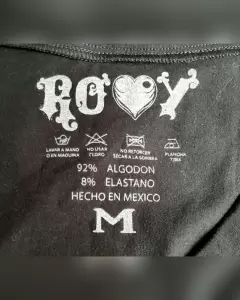 RO♥Y
LAVAR A MANO NO USAR NO RETORCER PLANCHA
O EN MAQUINA CLORO SECAR A LA SOMBRA TIBIA
92% ALGODON
8% ELASTANO
HECHO EN MEXICO
M